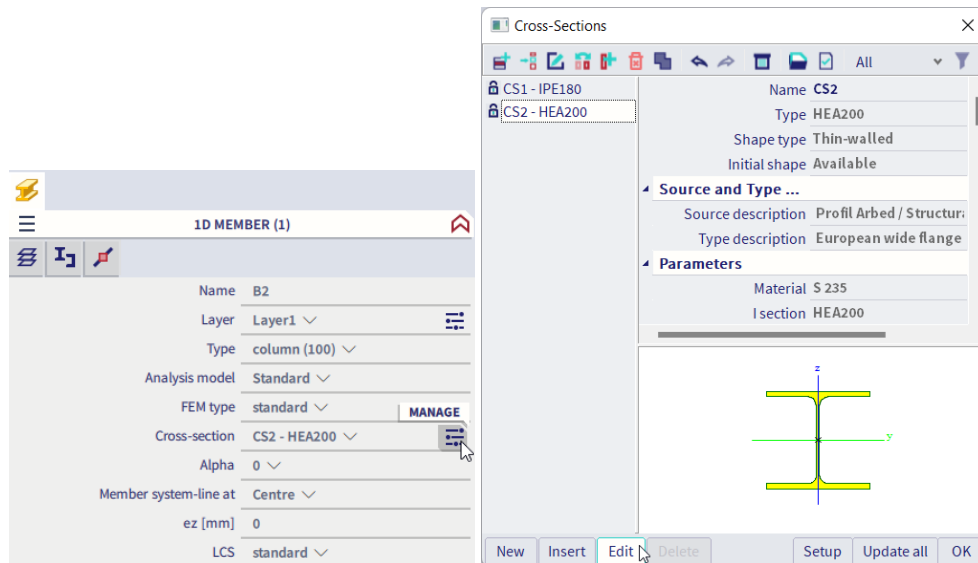 1D MEMBER (1)
Name B2
Layer Layer1
Type column (100)
Analysis model Standard
FEM type standard
MANAGE
Cross-section CS2 - HEA200
Alpha 0
Member system-line at Centre
ez [mm] 0
LCS standard
Cross-Sections
All
CS1 - IPE180
CS2 - HEA200
Name CS2
Type HEA200
Shape type Thin-walled
Initial shape Available
Source and Type ...
Source description Profil Arbed / Structura
Type description European wide flange
Parameters
Material S 235
I section HEA200
z
y
New Insert Edit Delete Setup Update all OK